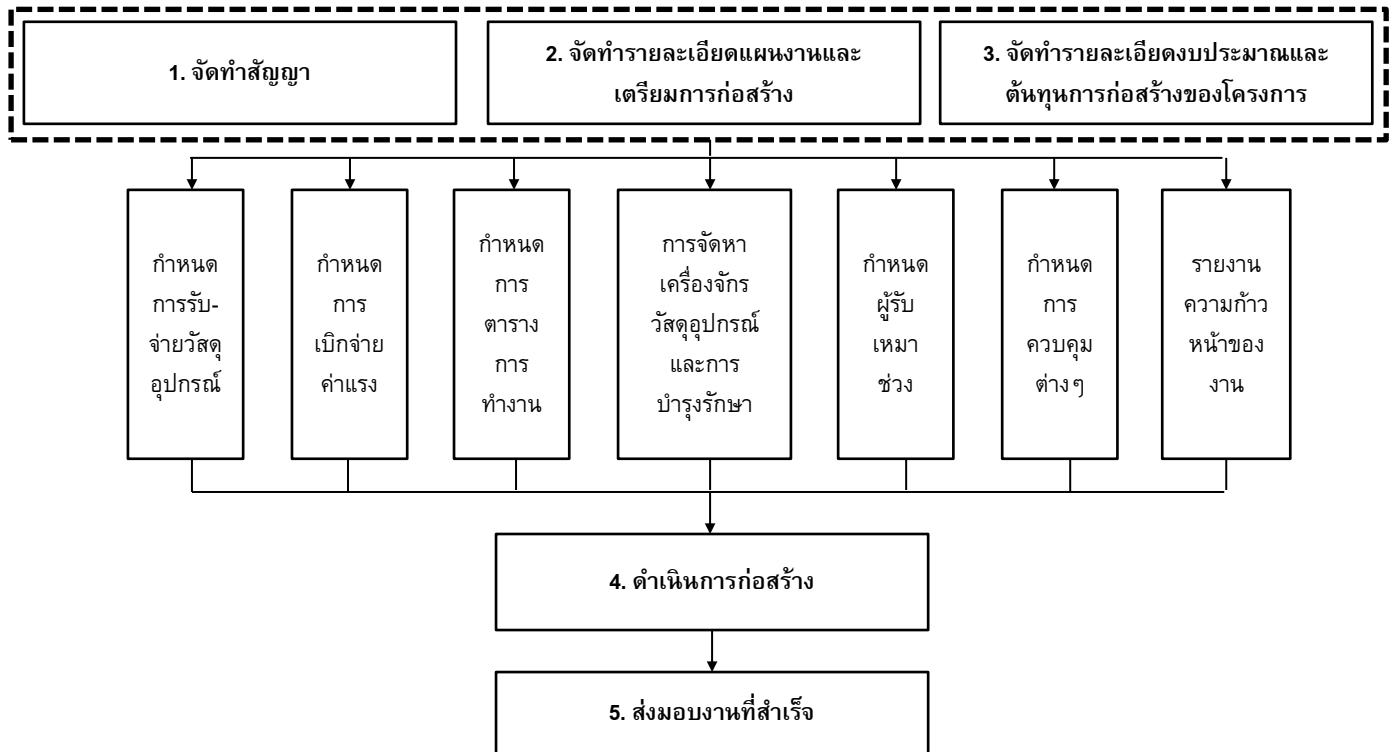 1. จัดทำสัญญา
2. จัดทำรายละเอียดแผนงานและ
เตรียมการก่อสร้าง
3. จัดทำรายละเอียดงบประมาณและ
ต้นทุนการก่อสร้างของโครงการ
กำหนด
การรับ-
จ่ายวัสดุ
อุปกรณ์
กำหนด
การ
เบิกจ่าย
ค่าแรง
กำหนด
การ
ตาราง
การ
ทำงาน
การจัดหา
เครื่องจักร
วัสดุอุปกรณ์
และการ
บำรุงรักษา
กำหนด
ผู้รับ
เหมา
ช่วง
กำหนด
การ
ควบคุม
ต่างๆ
รายงาน
ความก้าว
หน้าของ
งาน
4. ดำเนินการก่อสร้าง
5. ส่งมอบงานที่สำเร็จ